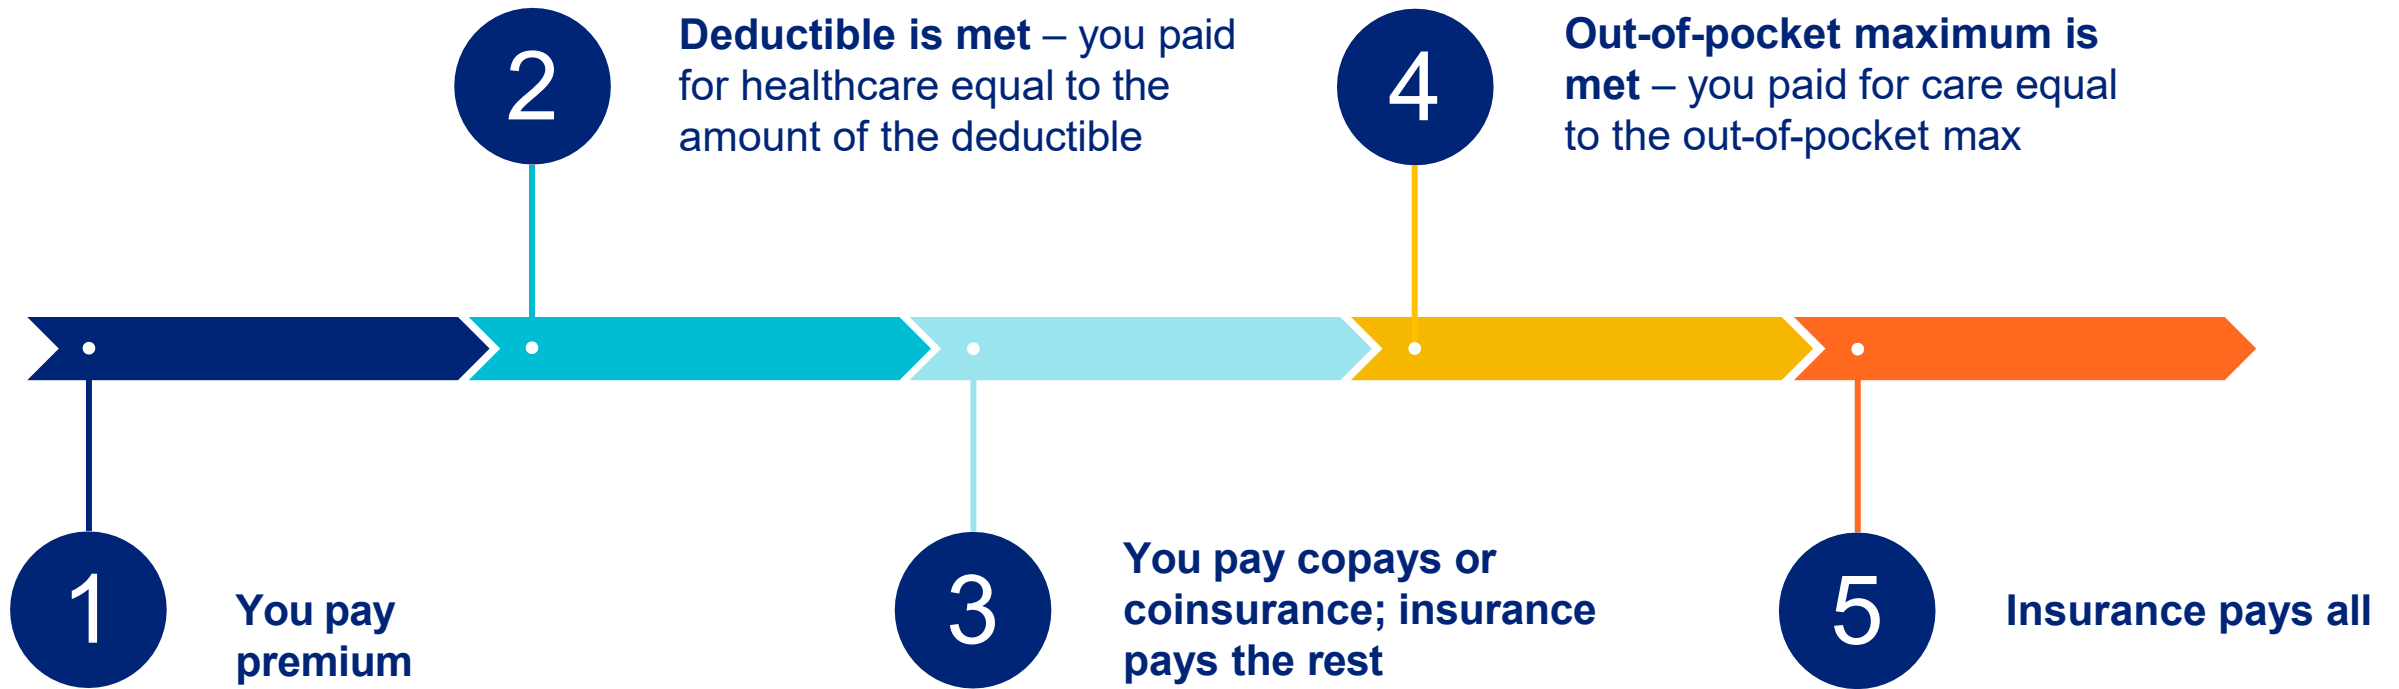 1
You pay
premium
2
Deductible is met – you paid
for healthcare equal to the
amount of the deductible
3
You pay copays or
coinsurance; insurance
pays the rest
4
Out-of-pocket maximum is
met – you paid for care equal
to the out-of-pocket max
5
Insurance pays all